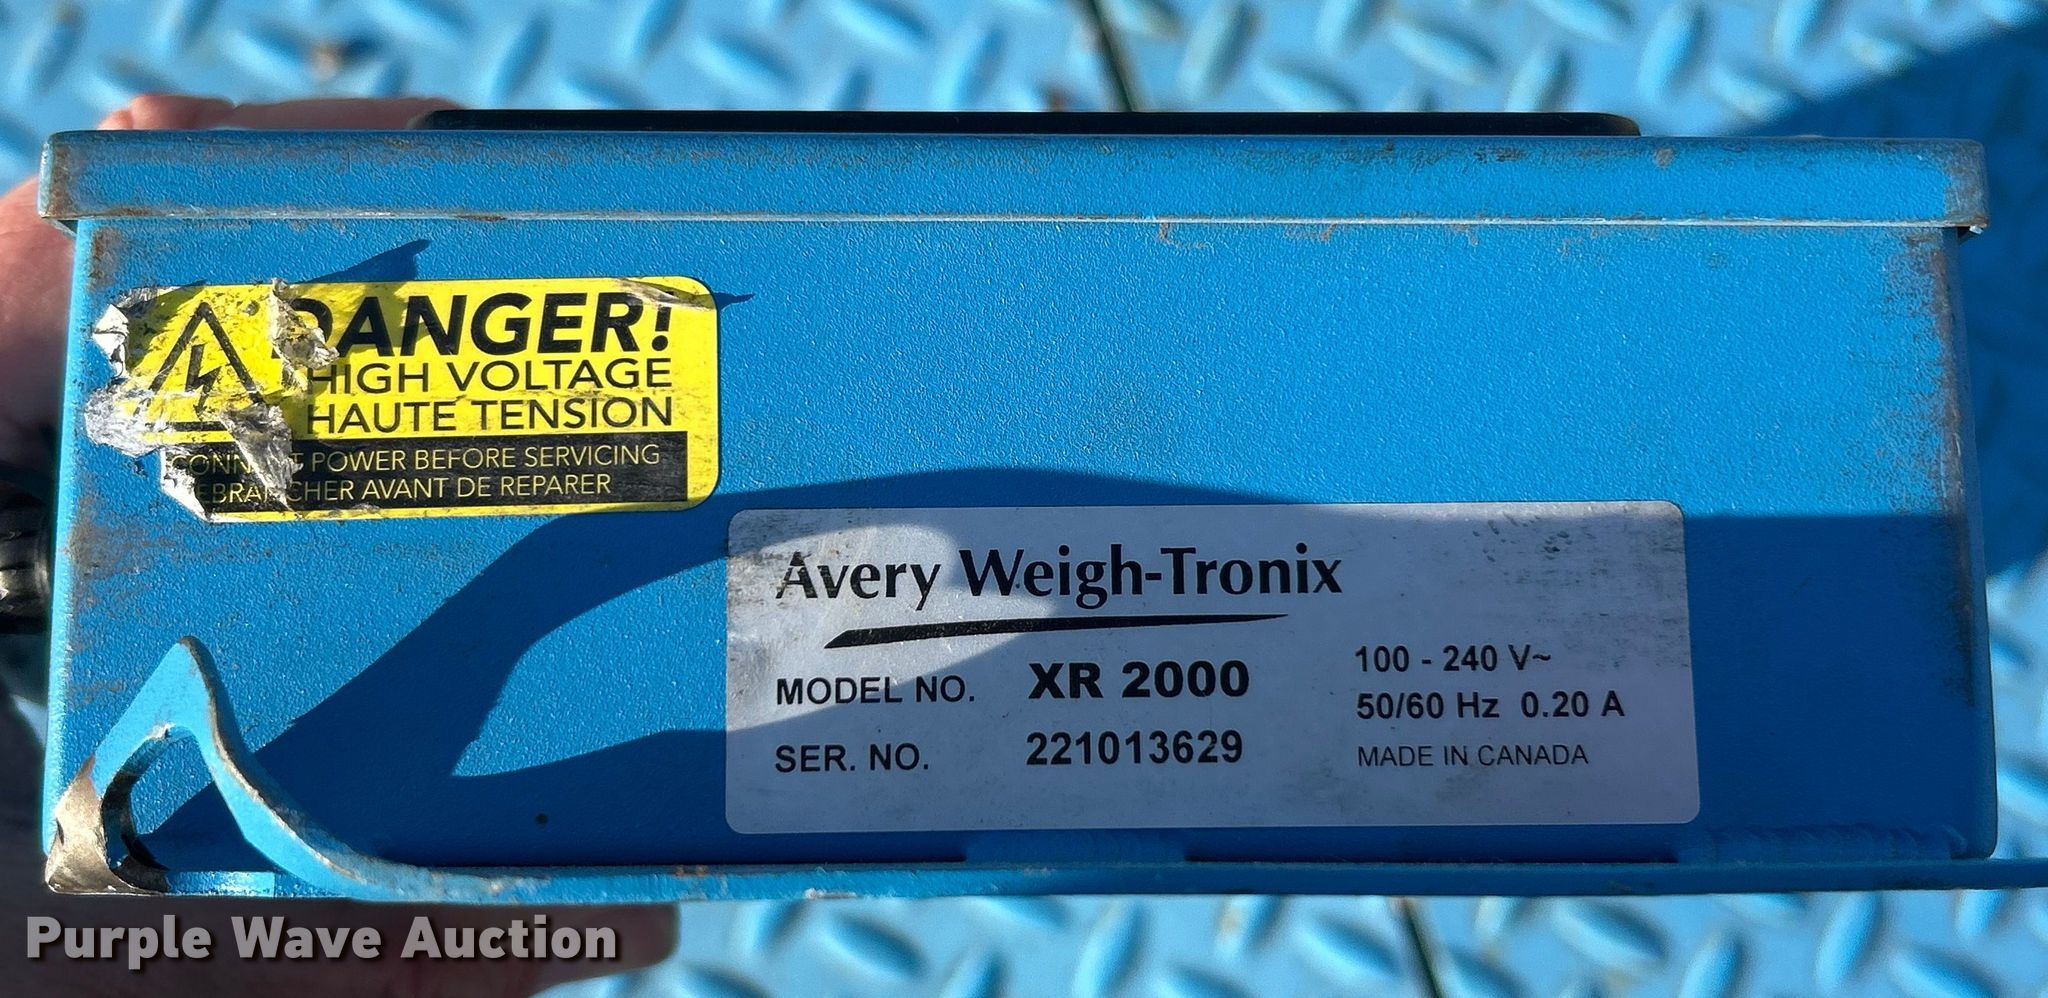 DANGER!
HIGH VOLTAGE
HAUTE TENSION
POWER BEFORE SERVICING
AVANT DE REPARER
Avery Weigh-Tronix
MODEL NO. XR 2000
SER. NO. 221013629
100 - 240 V~
50/60 Hz 0.20 A
MADE IN CANADA
Purple Wave Auction